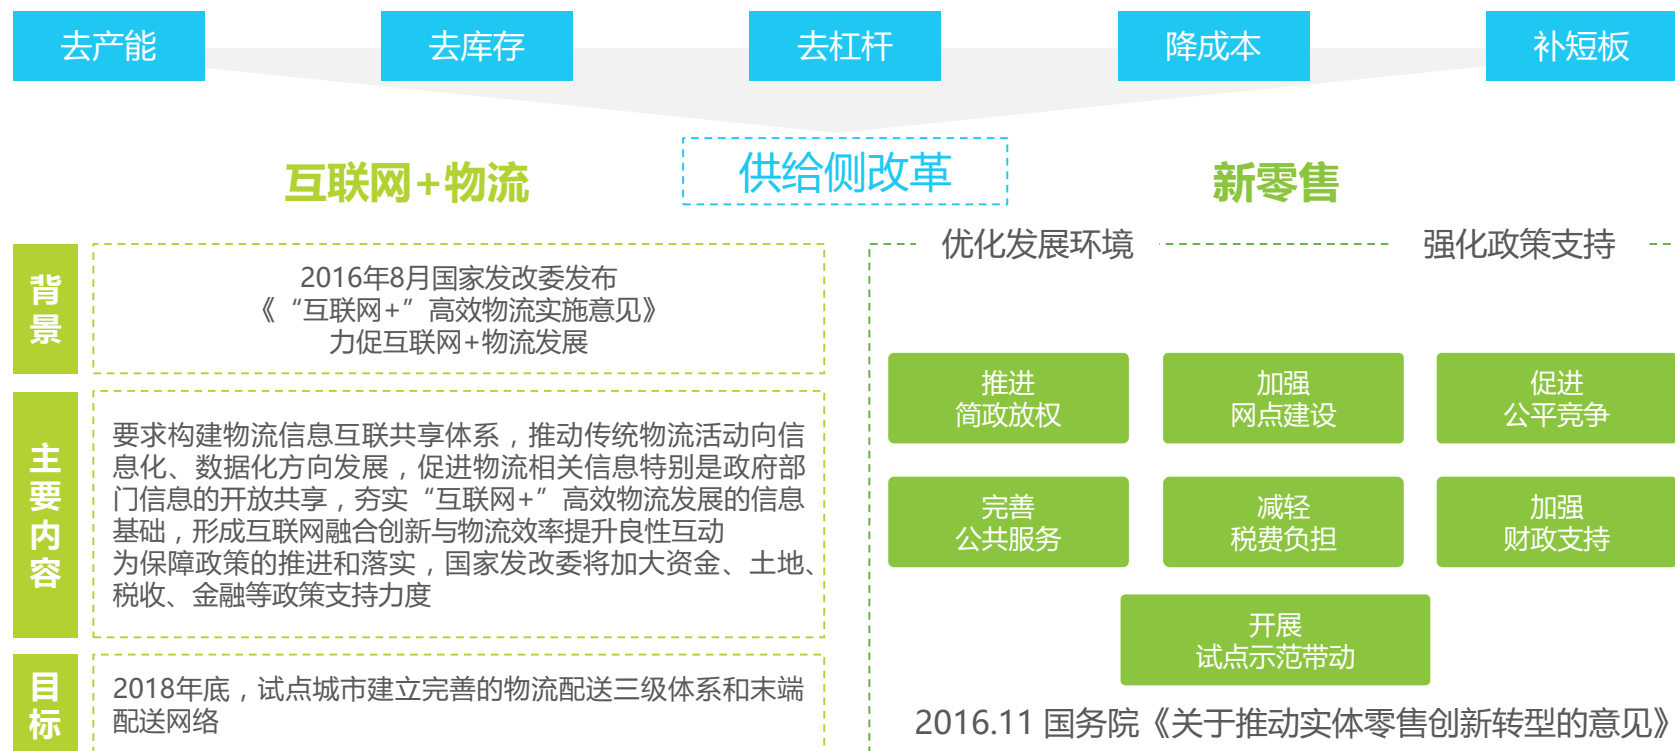 去产能
去库存
去杠杆
降成本
补短板
供给侧改革
互联网+物流
背景
2016年8月国家发改委发布
《“互联网+”高效物流实施意见》
力促互联网+物流发展
主要内容
要求构建物流信息互联共享体系，推动传统物流活动向信
息化、数据化方向发展，促进物流相关信息特别是政府部
门信息的开放共享，夯实“互联网+”高效物流发展的信息
基础，形成互联网融合创新与物流效率提升良性互动
为保障政策的推进和落实，国家发改委将加大资金、土地、
税收、金融等政策支持力度
目标
2018年底，试点城市建立完善的物流配送三级体系和末端
配送网络
新零售
优化发展环境
强化政策支持
推进
简政放权
加强
网点建设
促进
公平竞争
完善
公共服务
减轻
税费负担
加强
财政支持
开展
试点示范带动
2016.11 国务院《关于推动实体零售创新转型的意见》